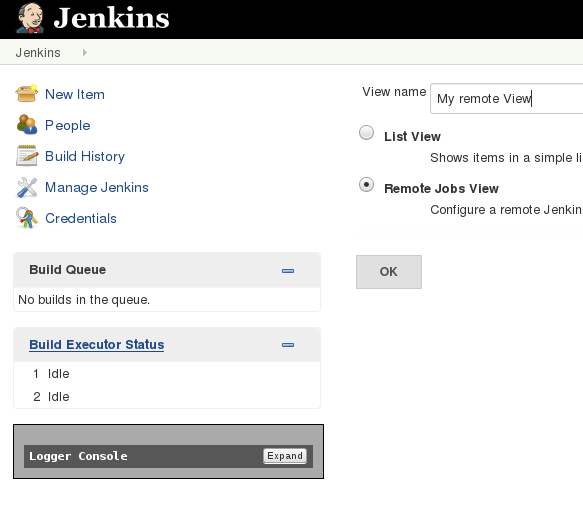 Jenkins
Jenkins
New Item
People
Build History
Manage Jenkins
Credentials
Build Queue
No builds in the queue.
Build Executor Status
1 Idle
2 Idle
Logger Console Expand
View name My remote View
List View
Shows items in a simple li
Remote Jobs View
Configure a remote Jenkin
OK